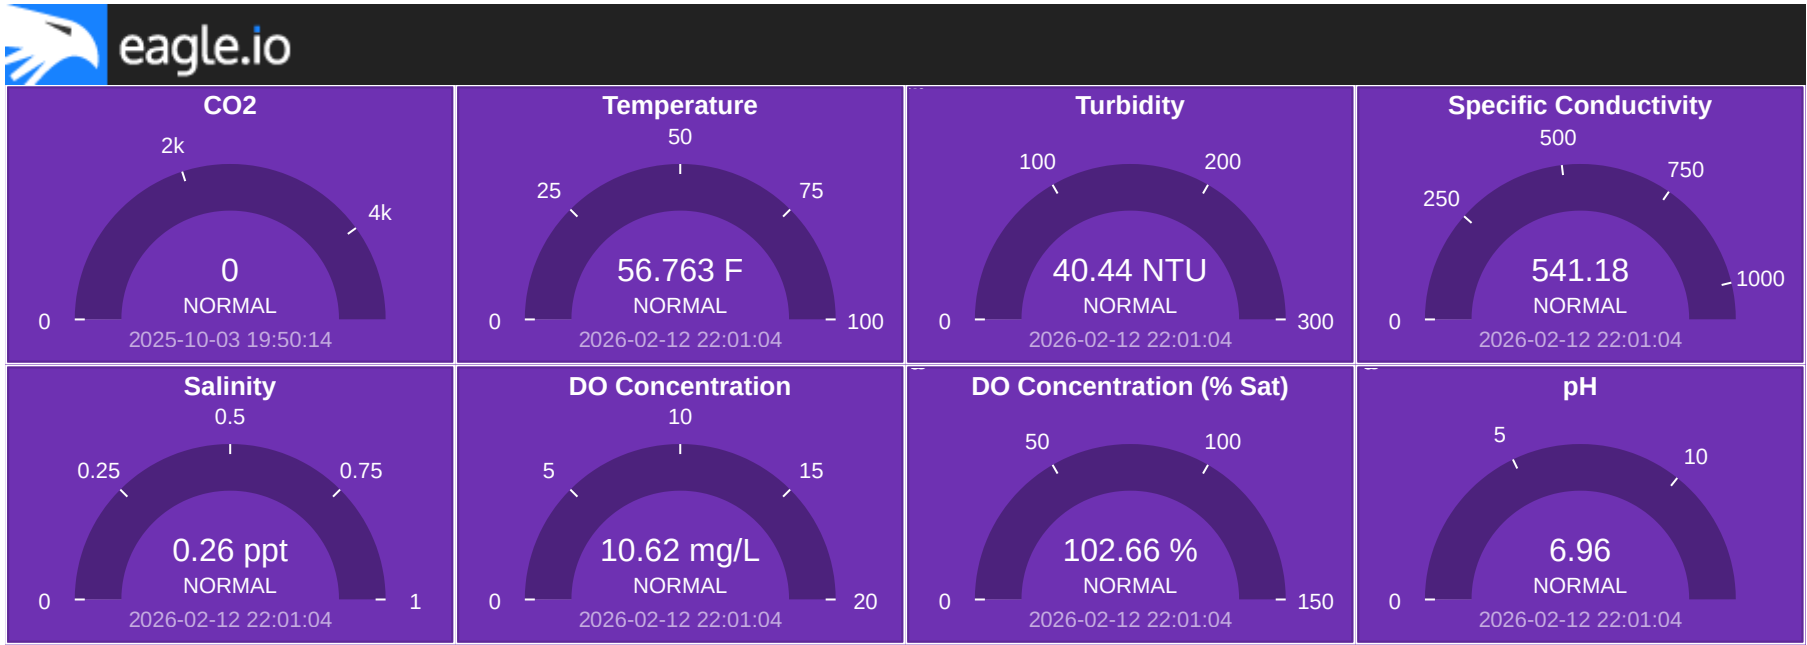 eagle.io
CO2
2k
4k
0
0
NORMAL
2025-10-03 19:50:14
Temperature
50
25
75
56.763 F
NORMAL
0
100
2026-02-12 22:01:04
Turbidity
100
200
40.44 NTU
NORMAL
0
300
2026-02-12 22:01:04
Specific Conductivity
500
750
250
541.18
1000
NORMAL
0
2026-02-12 22:01:04
Salinity
0.5
0.25
0.75
0.26 ppt
NORMAL
0
1
2026-02-12 22:01:04
DO Concentration
10
5
15
10.62 mg/L
NORMAL
0
20
2026-02-12 22:01:04
DO Concentration (% Sat)
50
100
102.66 %
NORMAL
0
150
2026-02-12 22:01:04
pH
5
10
6.96
NORMAL
0
2026-02-12 22:01:04